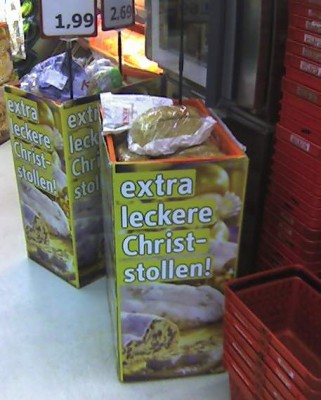 1,99
2,69
extra
leckere
Christ-
stollen!
extra
leckere
Christ-
stollen!